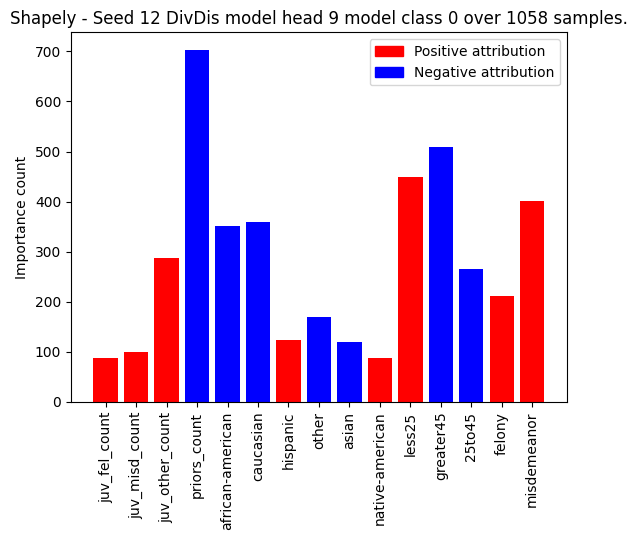 Shapely - Seed 12 DivDis model head 9 model class 0 over 1058 samples.
Positive attribution
Negative attribution
Importance count
700
600
500
400
300
200
100
0
juv_fel_count
juv_misd_count
juv_other_count
priors_count
african-american
caucasian
hispanic
other
asian
native-american
less25
greater45
25to45
felony
misdemeanor